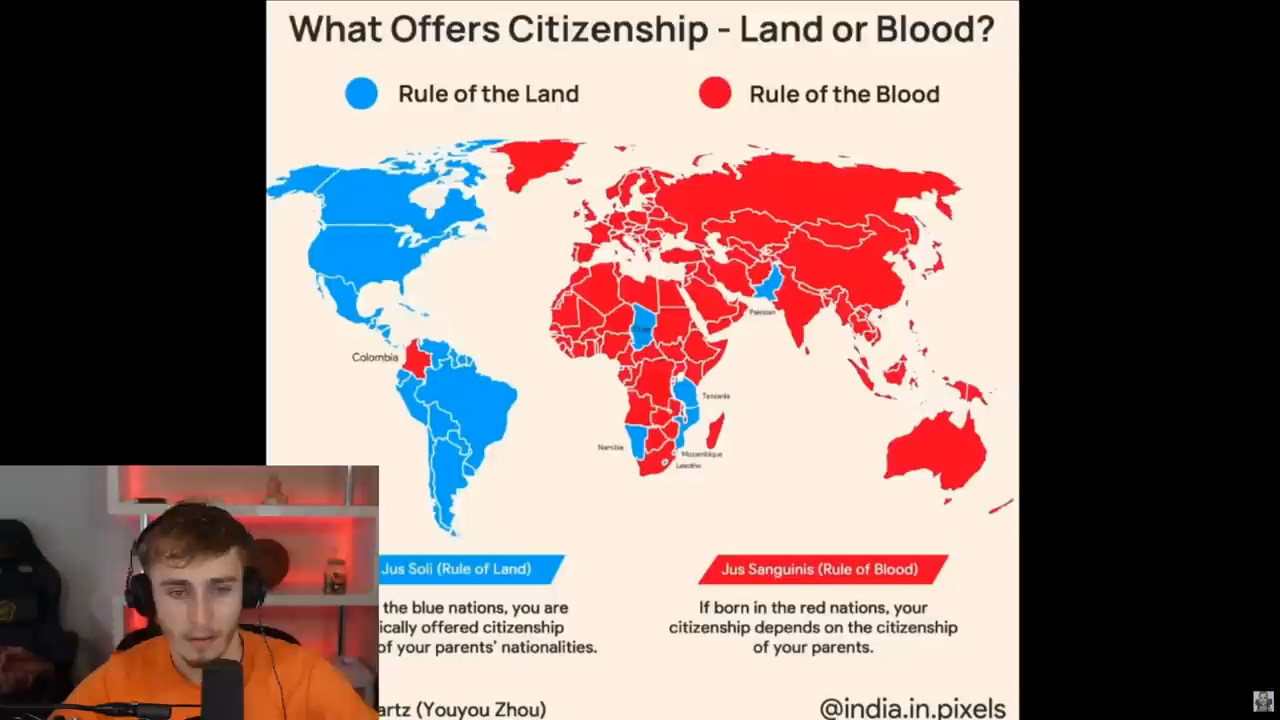 What Offers Citizenship - Land or Blood?
Rule of the Land
Rule of the Blood
Colombia
Chad
Pakistan
Tanzania
Namibia
Mozambique
Lesotho
Jus Soli (Rule of Land)
the blue nations, you are
ically offered citizenship
of your parents' nationalities.
Jus Sanguinis (Rule of Blood)
If born in the red nations, your
citizenship depends on the citizenship
of your parents.
artz (Youyou Zhou)
@india.in.pixels